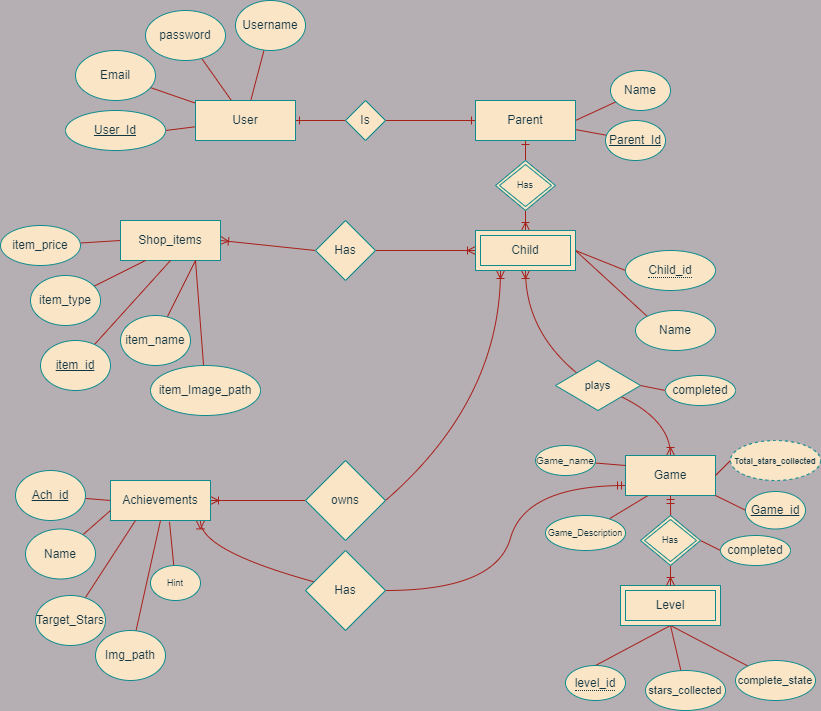 Username
password
Email
User_Id
User
Is
Parent
Name
Parent_Id
Has
item_price
Shop_items
Has
Child
Child_id
Name
item_type
item_name
item_id
item_Image_path
plays
completed
Game_name
Game
Total_stars_collected
Game_id
Game_Description
Has
completed
Ach_id
Achievements
owns
Name
Hint
Has
Target_Stars
Img_path
Level
level_id
stars_collected
complete_state